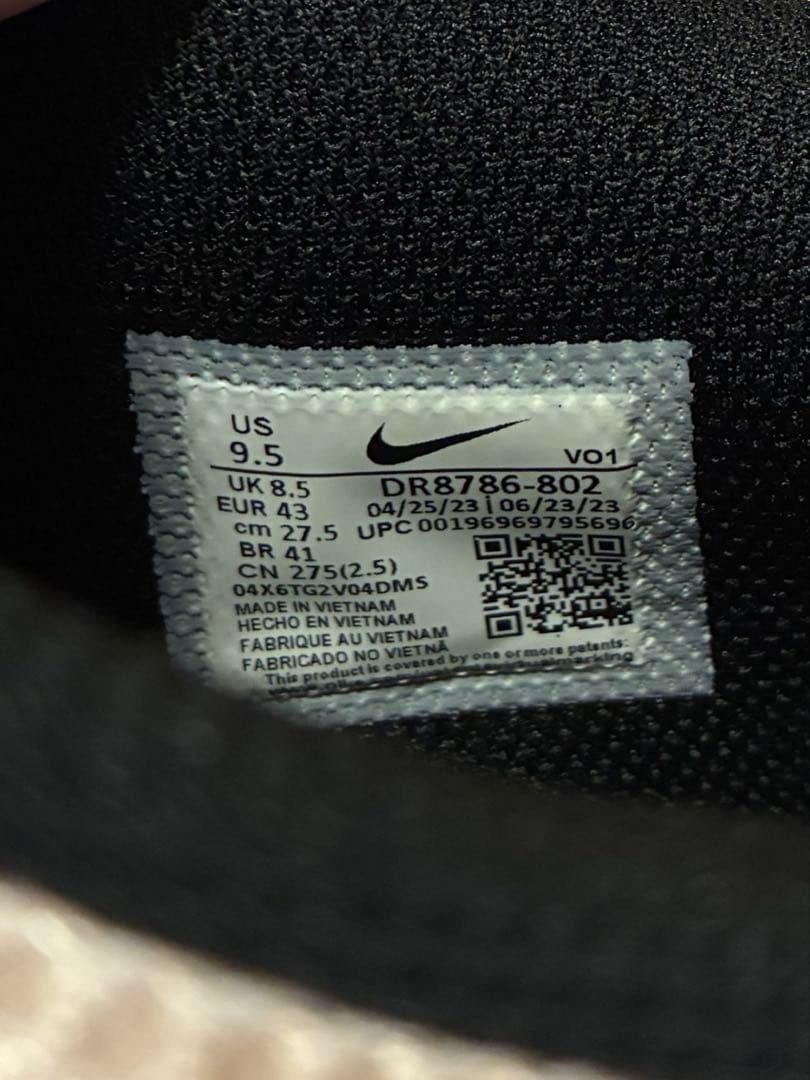 US
9.5
VO1
UK 8.5
DR8786-802
EUR 43
04/25/23 | 06/23/23
cm 27.5
UPC 00196969795696
BR 41
CN 275(2.5)
04X6TG2V04DMS
MADE IN VIETNAM
HECHO EN VIETNAM
FABRIQUE AU VIETNAM
FABRICADO NO VIETNÃ
This product is covered by one or more patents: